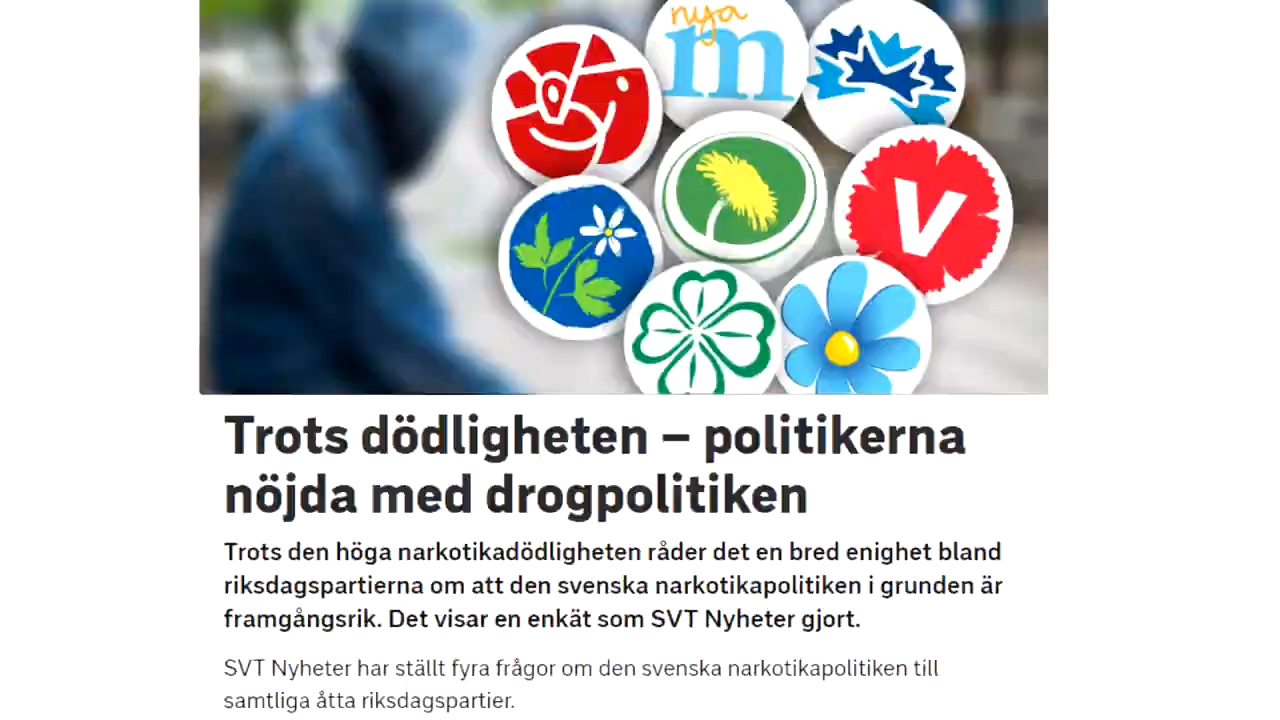 nya
m
V
Trots dödligheten – politikerna
nöjda med drogpolitiken
Trots den höga narkotikadödligheten råder det en bred enighet bland
riksdagspartierna om att den svenska narkotikapolitiken i grunden är
framgångsrik. Det visar en enkät som SVT Nyheter gjort.
SVT Nyheter har ställt fyra frågor om den svenska narkotikapolitiken till
samtliga åtta riksdagspartier.